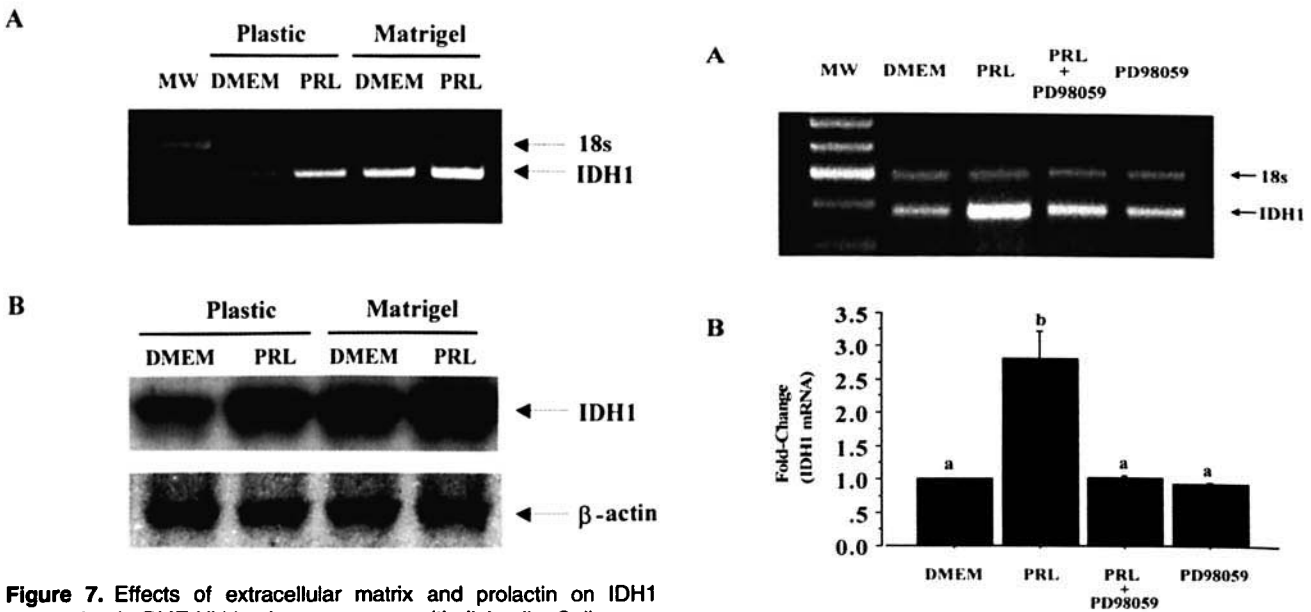 A
Plastic Matrigel
MW DMEM PRL DMEM PRL
18s
IDH1
B
Plastic Matrigel
DMEM PRL DMEM PRL
IDH1
β-actin
Figure 7. Effects of extracellular matrix and prolactin on IDH1
A
MW DMEM PRL PRL + PD98059 PD98059
18s
IDH1
B
3.5
3.0
2.5
2.0
1.5
1.0
.5
0.0
Fold-Change
(IDH1 mRNA)
a b a a
DMEM PRL PRL + PD98059 PD98059